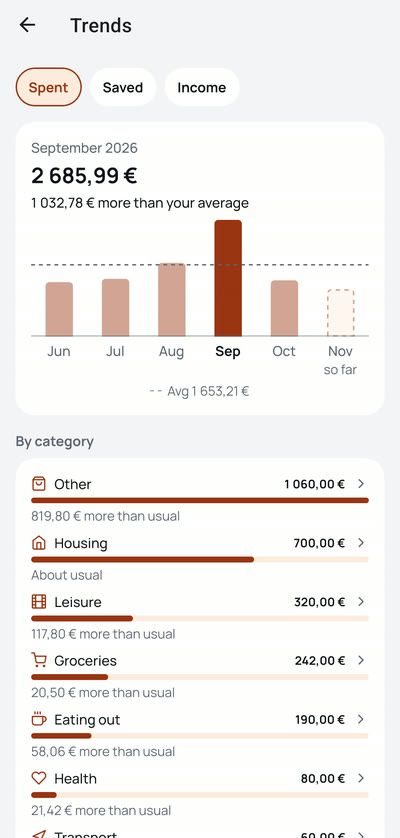 Trends
Spent Saved Income
September 2026
2 685,99 €
1 032,78 € more than your average
Jun Jul Aug Sep Oct Nov
so far
-- Avg 1 653,21 €
By category
Other 1 060,00 €
819,80 € more than usual
Housing 700,00 €
About usual
Leisure 320,00 €
117,80 € more than usual
Groceries 242,00 €
20,50 € more than usual
Eating out 190,00 €
58,06 € more than usual
Health 80,00 €
21,42 € more than usual
Transport 60,00 €